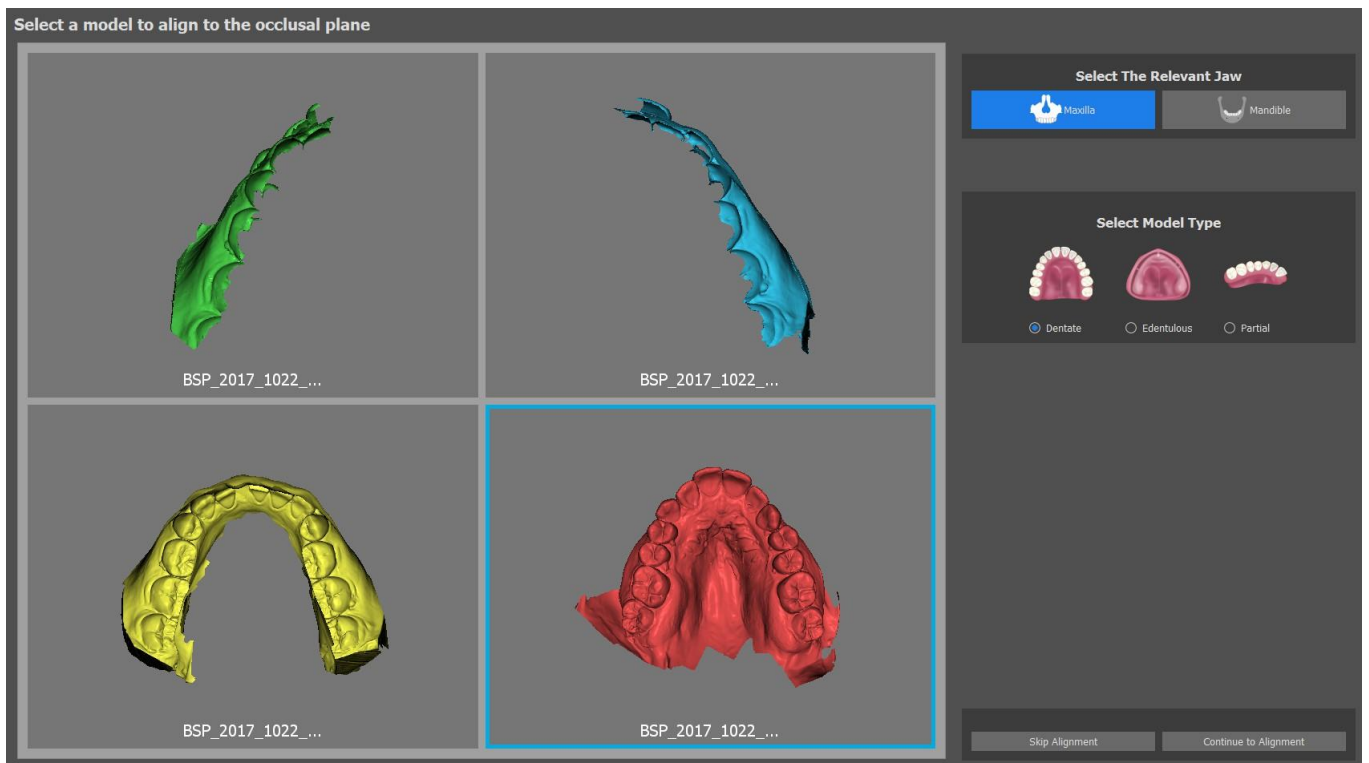 Select a model to align to the occlusal plane
BSP_2017_1022_...
BSP_2017_1022_...
BSP_2017_1022_...
BSP_2017_1022_...
Select The Relevant Jaw
Maxilla
Mandible
Select Model Type
Dentate
Edentulous
Partial
Skip Alignment
Continue to Alignment